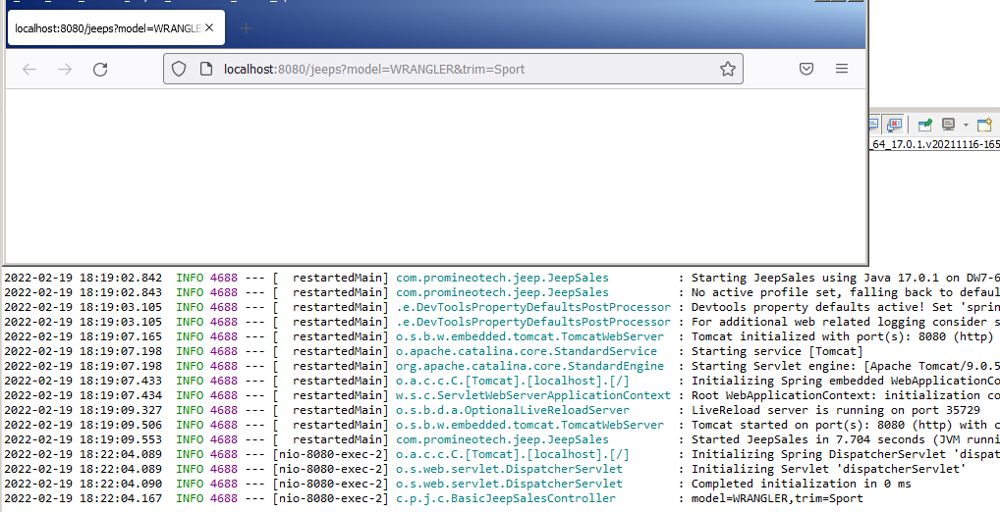 localhost:8080/jeeps?model=WRANGLE
localhost:8080/jeeps?model=WRANGLER&trim=Sport
_64_17.0.1.v20211116-165
2022-02-19 18:19:02.842 INFO 4688 --- [ restartedMain] com.promineotech.jeep.JeepSales : Starting JeepSales using Java 17.0.1 on DW7-6
2022-02-19 18:19:02.843 INFO 4688 --- [ restartedMain] com.promineotech.jeep.JeepSales : No active profile set, falling back to defaul
2022-02-19 18:19:03.105 INFO 4688 --- [ restartedMain] .e.DevToolsPropertyDefaultsPostProcessor : Devtools property defaults active! Set 'sprin
2022-02-19 18:19:03.105 INFO 4688 --- [ restartedMain] .e.DevToolsPropertyDefaultsPostProcessor : For additional web related logging consider s
2022-02-19 18:19:07.165 INFO 4688 --- [ restartedMain] o.s.b.w.embedded.tomcat.TomcatWebServer : Tomcat initialized with port(s): 8080 (http)
2022-02-19 18:19:07.198 INFO 4688 --- [ restartedMain] o.apache.catalina.core.StandardService : Starting service [Tomcat]
2022-02-19 18:19:07.198 INFO 4688 --- [ restartedMain] org.apache.catalina.core.StandardEngine : Starting Servlet engine: [Apache Tomcat/9.0.5
2022-02-19 18:19:07.433 INFO 4688 --- [ restartedMain] o.a.c.c.C.[Tomcat].[localhost].[/] : Initializing Spring embedded WebApplicationCo
2022-02-19 18:19:07.434 INFO 4688 --- [ restartedMain] w.s.c.ServletWebServerApplicationContext : Root WebApplicationContext: initialization co
2022-02-19 18:19:09.327 INFO 4688 --- [ restartedMain] o.s.b.d.a.OptionalLiveReloadServer : LiveReload server is running on port 35729
2022-02-19 18:19:09.506 INFO 4688 --- [ restartedMain] o.s.b.w.embedded.tomcat.TomcatWebServer : Tomcat started on port(s): 8080 (http) with c
2022-02-19 18:19:09.553 INFO 4688 --- [ restartedMain] com.promineotech.jeep.JeepSales : Started JeepSales in 7.704 seconds (JVM runni
2022-02-19 18:22:04.089 INFO 4688 --- [nio-8080-exec-2] o.a.c.c.C.[Tomcat].[localhost].[/] : Initializing Spring DispatcherServlet 'dispat
2022-02-19 18:22:04.089 INFO 4688 --- [nio-8080-exec-2] o.s.web.servlet.DispatcherServlet : Initializing Servlet 'dispatcherServlet'
2022-02-19 18:22:04.090 INFO 4688 --- [nio-8080-exec-2] o.s.web.servlet.DispatcherServlet : Completed initialization in 0 ms
2022-02-19 18:22:04.167 INFO 4688 --- [nio-8080-exec-2] c.p.j.c.BasicJeepSalesController : model=WRANGLER,trim=Sport